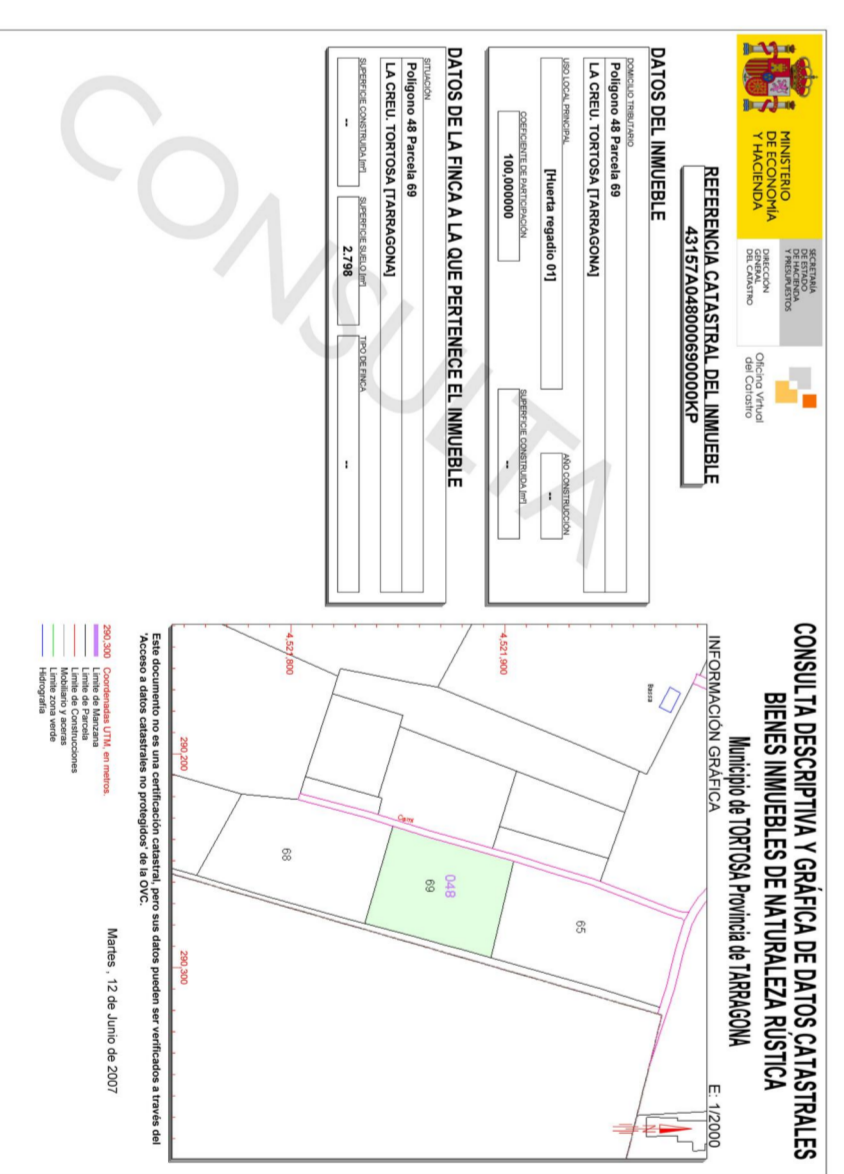 MINISTERIO
DE ECONOMÍA
Y HACIENDA
SECRETARÍA
DE ESTADO
DE HACIENDA
Y PRESUPUESTOS
DIRECCIÓN
GENERAL
DEL CATASTRO
Oficina Virtual
del Catastro
REFERENCIA CATASTRAL DEL INMUEBLE
43157A048000690000KP
DATOS DEL INMUEBLE
DOMICILIO TRIBUTARIO
Polígono 48 Parcela 69
LA CREU. TORTOSA [TARRAGONA]
USO LOCAL PRINCIPAL
[Huerta regadio 01]
AÑO CONSTRUCCIÓN
--
COEFICIENTE DE PARTICIPACIÓN
100,000000
SUPERFICIE CONSTRUIDA [m²]
--
DATOS DE LA FINCA A LA QUE PERTENECE EL INMUEBLE
SITUACIÓN
Polígono 48 Parcela 69
LA CREU. TORTOSA [TARRAGONA]
SUPERFICIE CONSTRUIDA [m²]
--
SUPERFICIE SUELO [m²]
2.798
TIPO DE FINCA
--
CONSULTA
CONSULTA DESCRIPTIVA Y GRÁFICA DE DATOS CATASTRALES
BIENES INMUEBLES DE NATURALEZA RÚSTICA
Municipio de TORTOSA Provincia de TARRAGONA
INFORMACIÓN GRÁFICA
E: 1/2000
N
Bassa
4,521,900
65
048
69
Camí
4,521,800
68
290,200
290,300
Este documento no es una certificación catastral, pero sus datos pueden ser verificados a través del
'Acceso a datos catastrales no protegidos' de la OVC.
290,300 Coordenadas UTM, en metros.
Límite de Manzana
Límite de Parcela
Límite de Construcciones
Mobiliario y aceras
Límite zona verde
Hidrografía
Martes , 12 de Junio de 2007